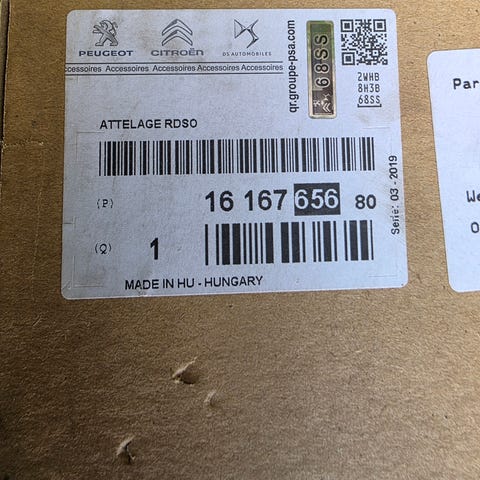 PEUGEOT
CITROËN
DS AUTOMOBILES
Accessoires Accessoires Accessoires Accessoires Accessoires
qr.groupe-psa.com
68SS
2WHB
8H3B
68SS
ATTELAGE RDSO
(P)
16 167 656 80
(Q)
1
Serie: 03 - 2019
MADE IN HU - HUNGARY
Par
We